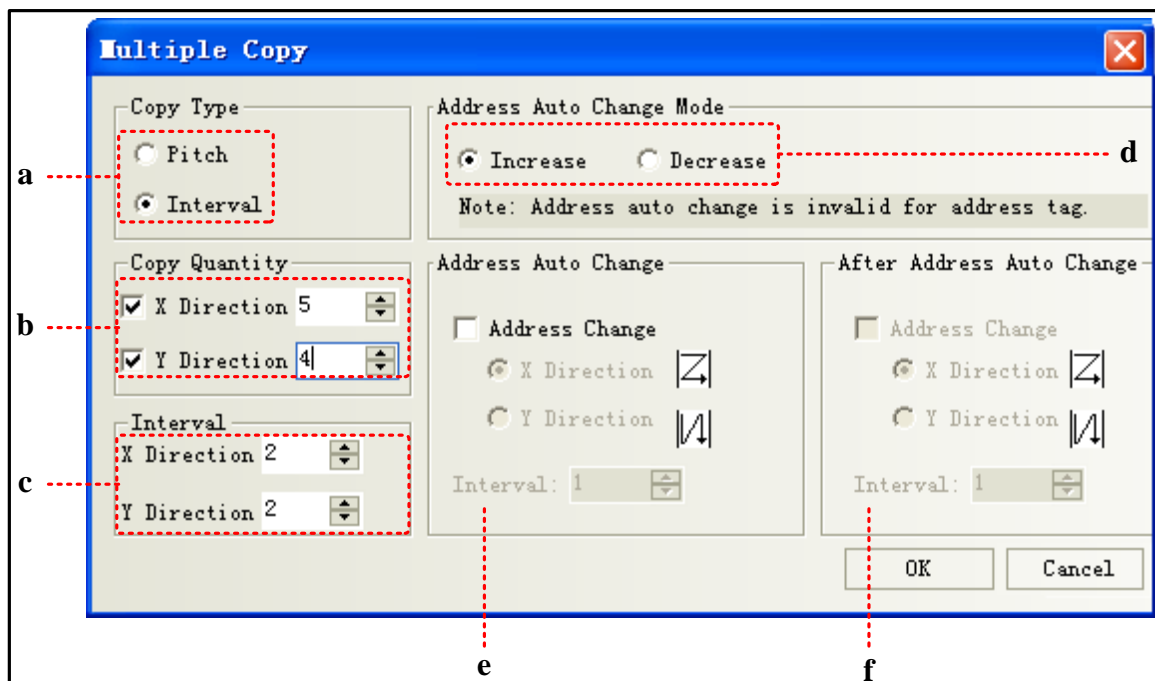 Multiple Copy
Copy Type
Pitch
Interval
a
Address Auto Change Mode
Increase Decrease
d
Note: Address auto change is invalid for address tag.
Copy Quantity
X Direction 5
Y Direction 4
b
Interval
X Direction 2
Y Direction 2
c
Address Auto Change
Address Change
X Direction
Y Direction
Interval: 1
After Address Auto Change
Address Change
X Direction
Y Direction
Interval: 1
OK Cancel
e f